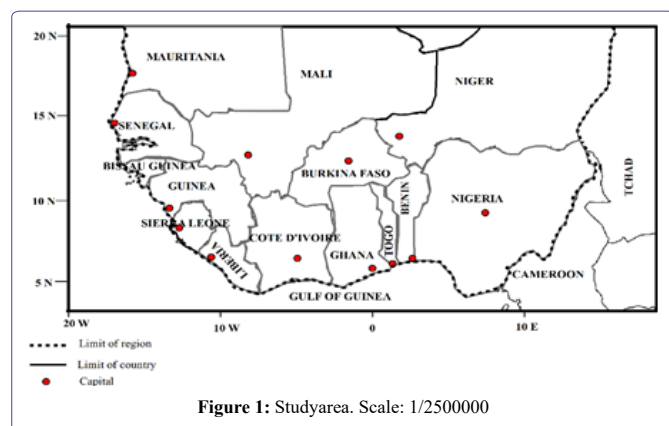 20 N
MAURITANIA
MALI
NIGER
15 N
SENEGAL
BISSAU GUINEA
BURKINA FASO
TCHAD
GUINEA
BENIN
NIGERIA
10 N
SIERRA LEONE
COTE D'IVOIRE
TOGO
GHANA
LIBERIA
CAMEROON
5 N
GULF OF GUINEA
20 W
10 W
0
10 E
Limit of region
Limit of country
Capital
Figure 1: Studyarea. Scale: 1/2500000